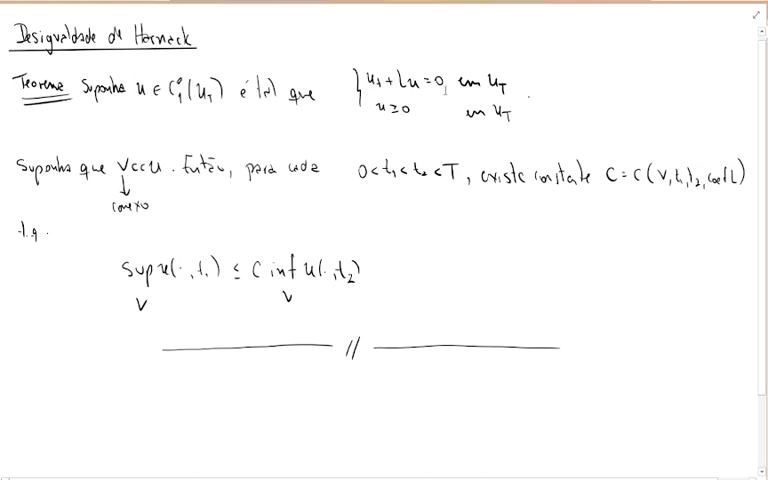 Desigualdade de Harnack
Teorema Suponha u ∈ C₁²(U_T) é tal que { u_t + Lu = 0, em U_T
u ≥ 0 em U_T .
Suponha que V⊂⊂U. Então, para cada 0 < t₁ < t₂ < T, existe constante C = C(V, t₁, t₂, coef L)
↓
conexo
t.q.
sup u(·, t₁) ≤ C inf u(·, t₂)
V V
//